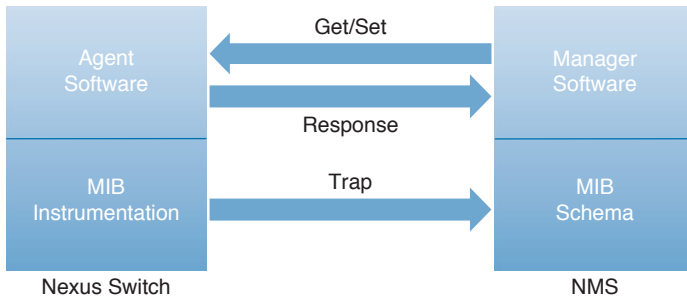 Get/Set
Agent
Software
Manager
Software
Response
MIB
Instrumentation
Trap
MIB
Schema
Nexus Switch
NMS